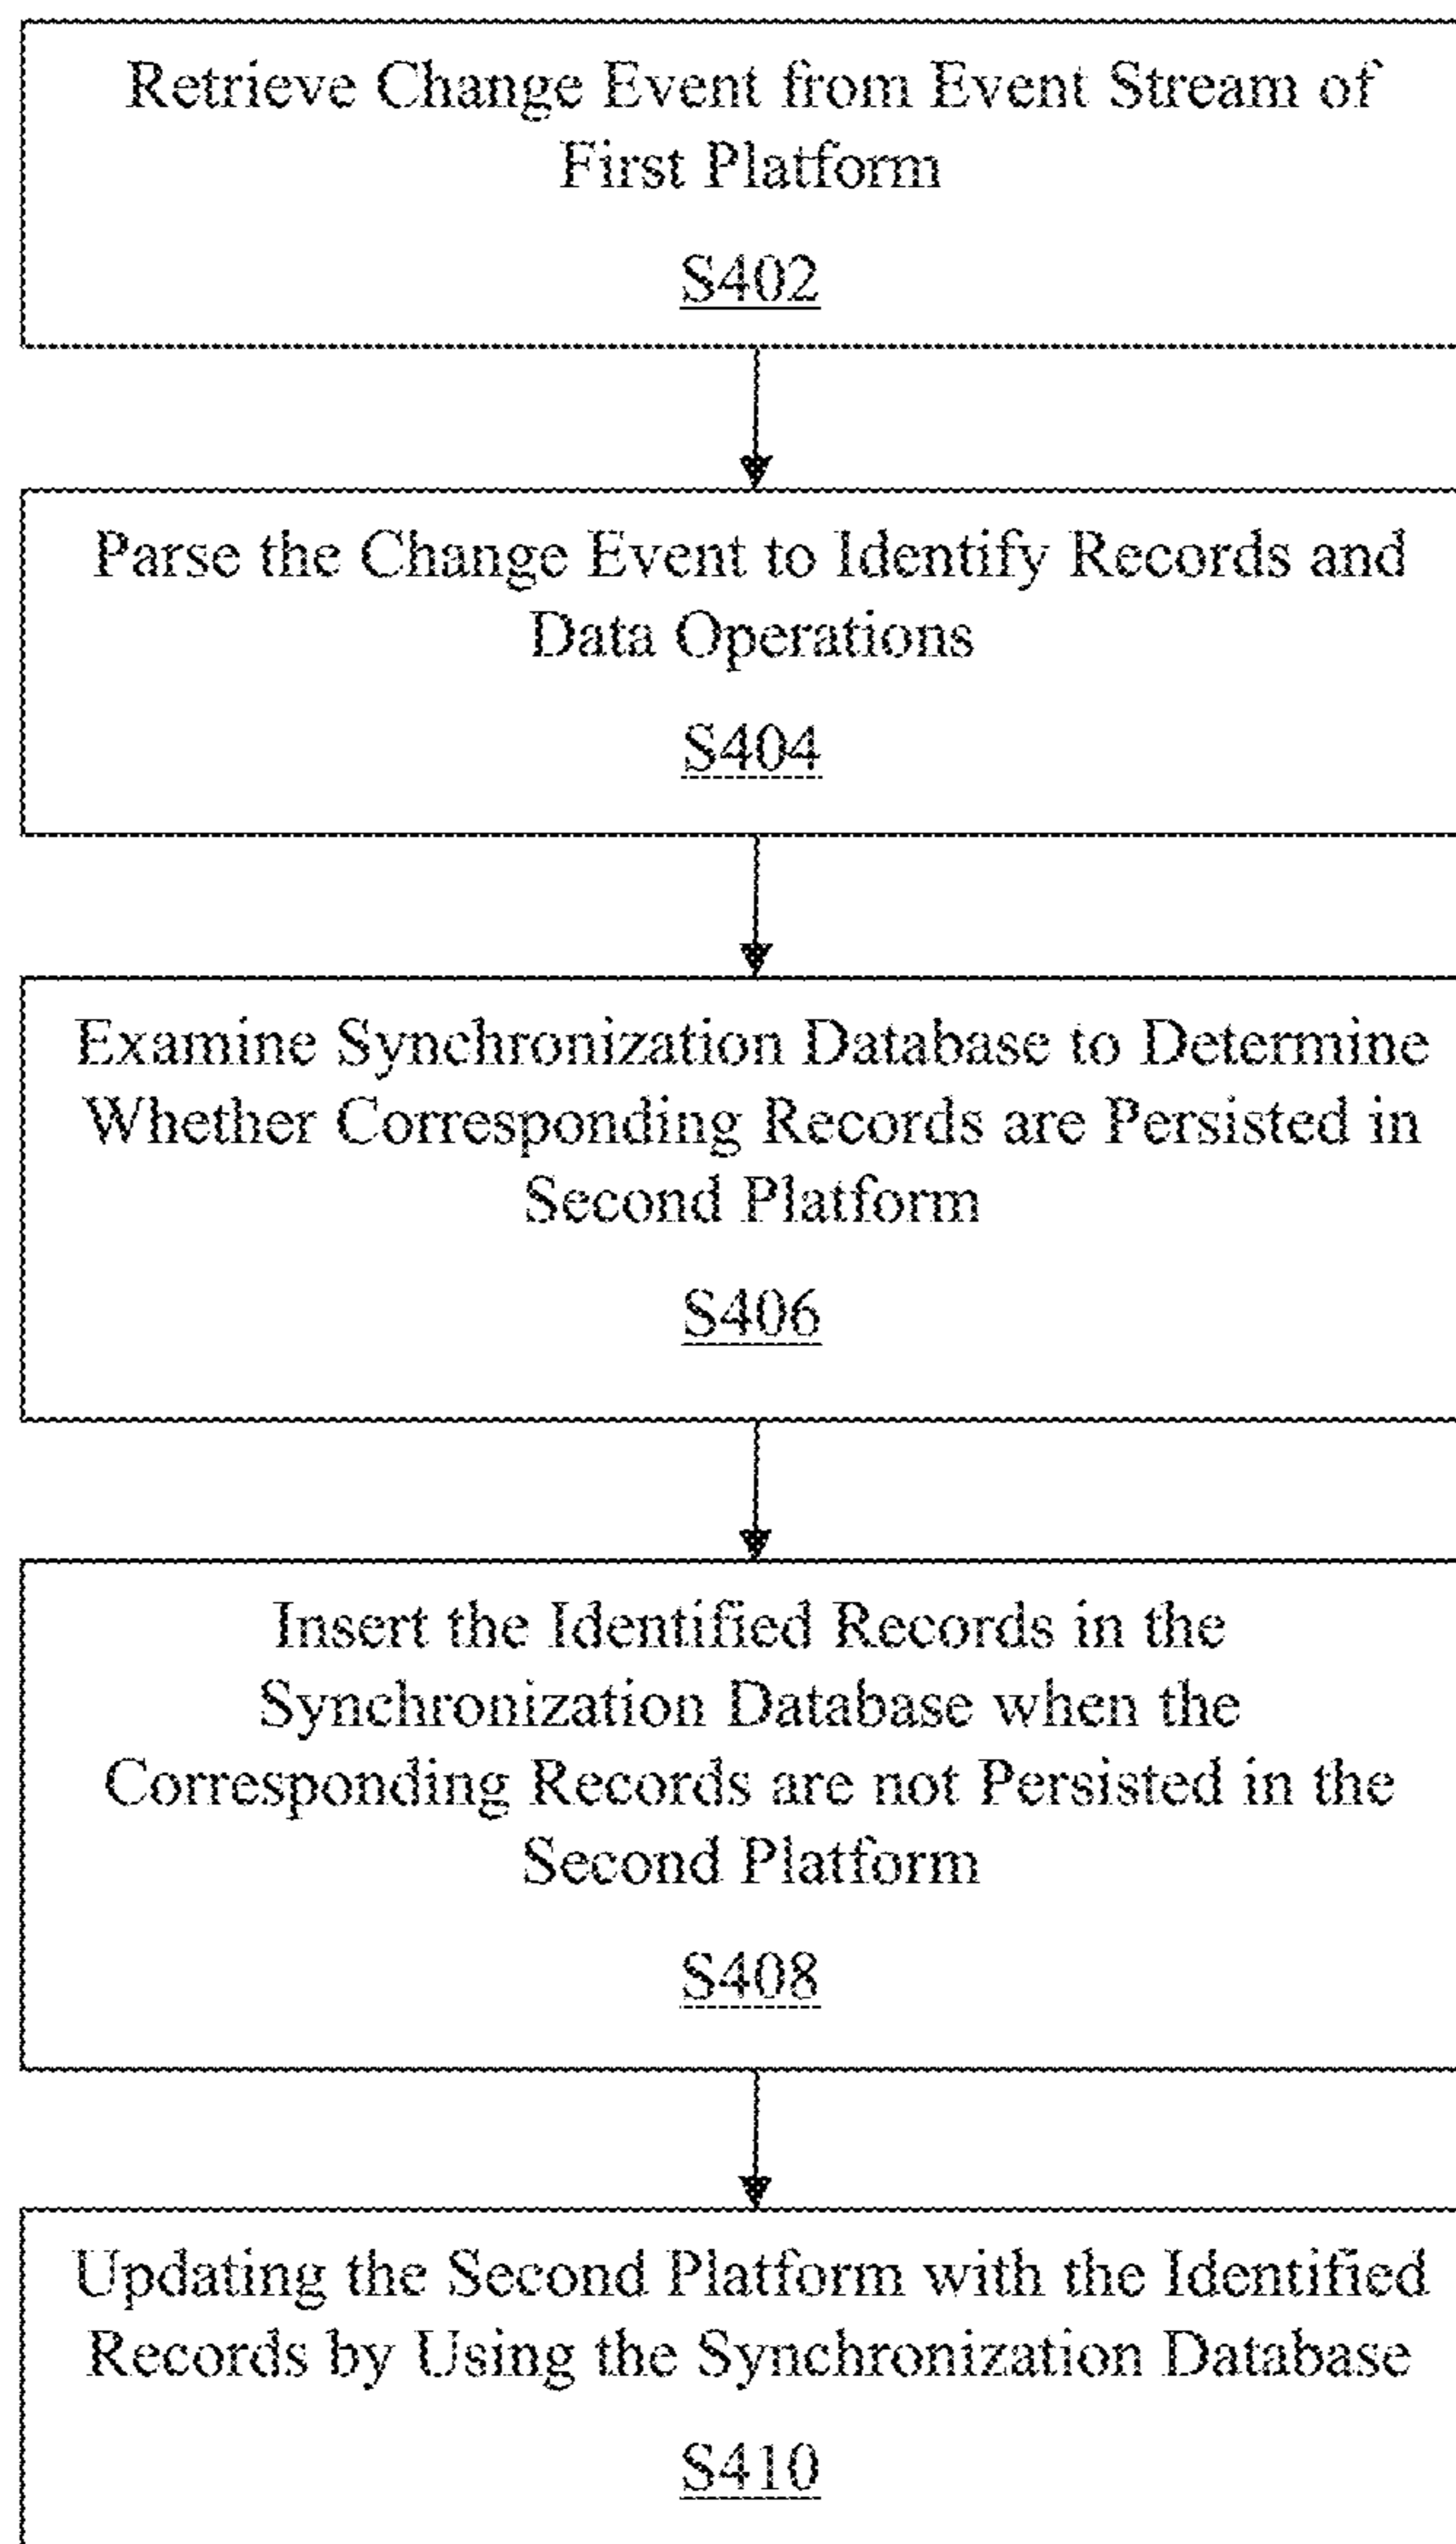 Retrieve Change Event from Event Stream of
First Platform
S402
Parse the Change Event to Identify Records and
Data Operations
S404
Examine Synchronization Database to Determine
Whether Corresponding Records are Persisted in
Second Platform
S406
Insert the Identified Records in the
Synchronization Database when the
Corresponding Records are not Persisted in the
Second Platform
S408
Updating the Second Platform with the Identified
Records by Using the Synchronization Database
S410